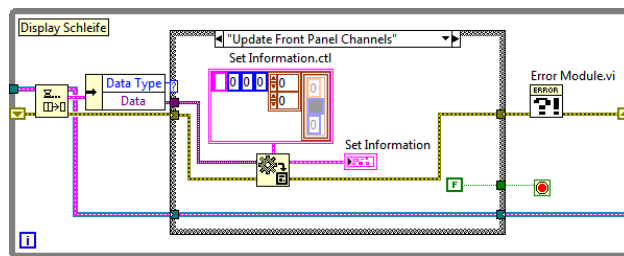 Display Schleife
"Update Front Panel Channels"
Set Information.ctl
Data Type
?
Data
0 0 0 0 0
0 0
Error Module.vi
ERROR
?!
Set Information
F
i